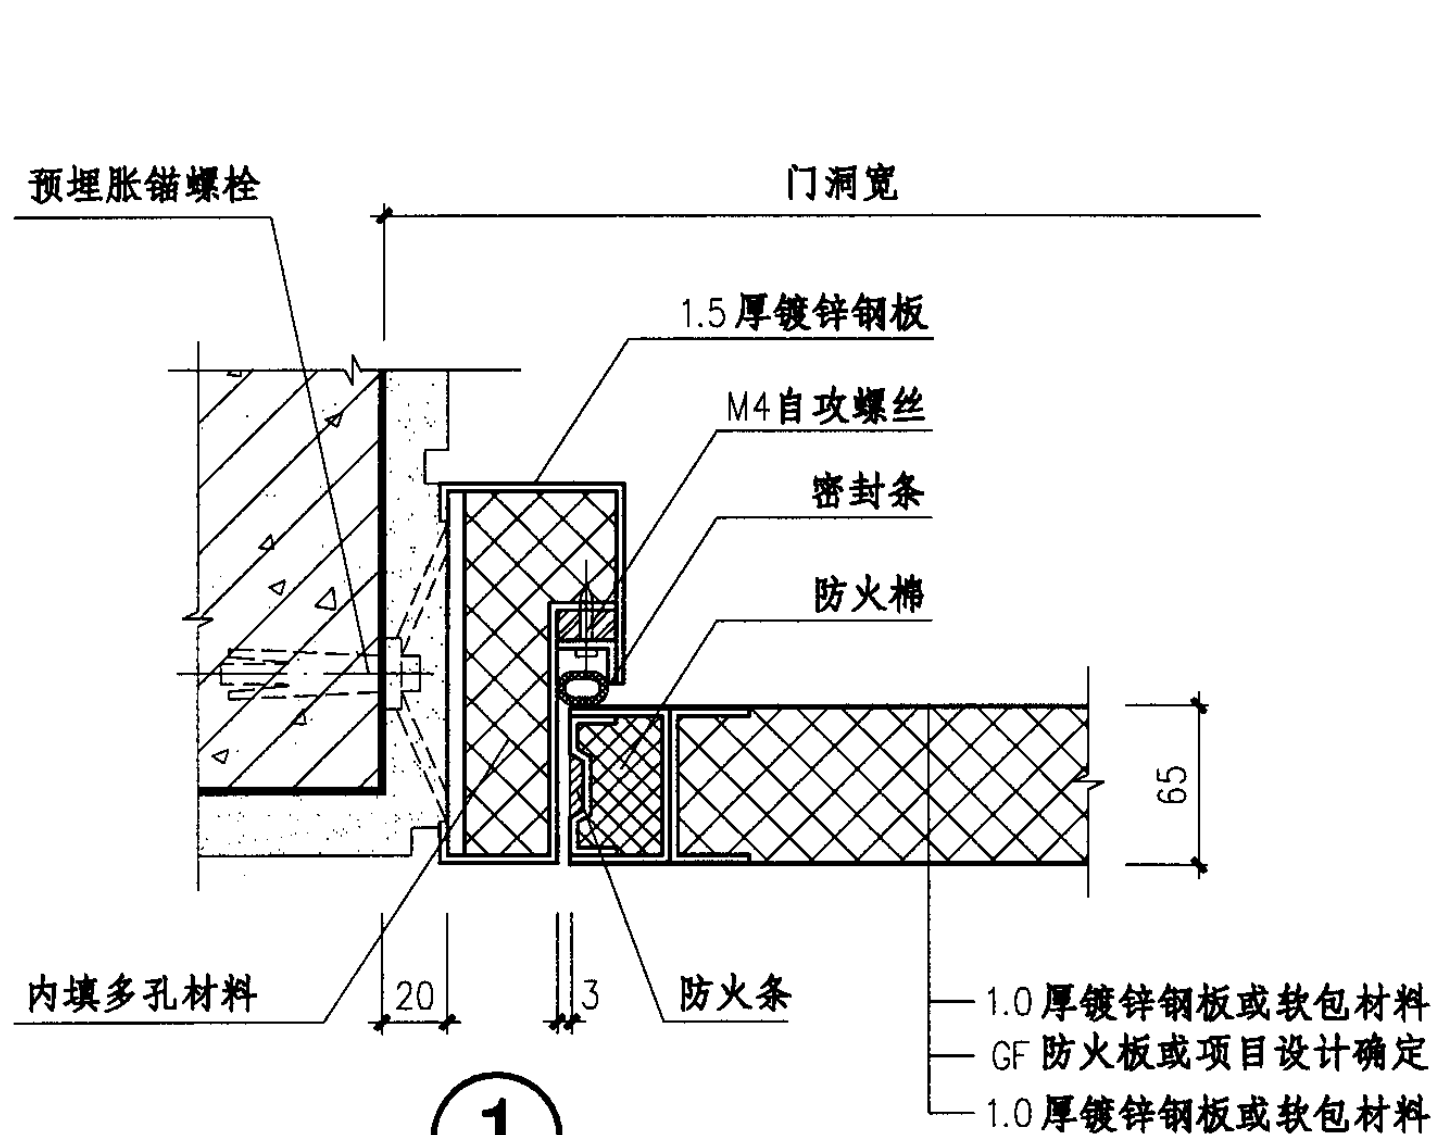 预埋胀锚螺栓
门洞宽
1.5厚镀锌钢板
M4自攻螺丝
密封条
防火棉
65
内填多孔材料
20
3
防火条
1.0厚镀锌钢板或软包材料
GF防火板或项目设计确定
1.0厚镀锌钢板或软包材料
1